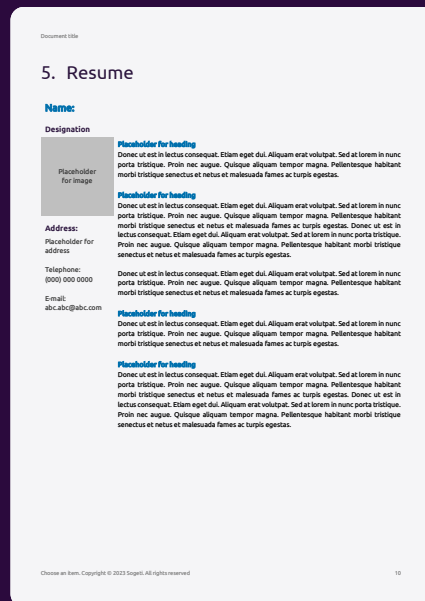 Document title
5. Resume
Name:
Designation
Placeholder
for image
Address:
Placeholder for
address
Telephone:
(000) 000 0000
E-mail:
abc.abc@abc.com
Placeholder for heading
Donec ut est in lectus consequat. Etiam eget dui. Aliquam erat volutpat. Sed at lorem in nunc
porta tristique. Proin nec augue. Quisque aliquam tempor magna. Pellentesque habitant
morbi tristique senectus et netus et malesuada fames ac turpis egestas.
Placeholder for heading
Donec ut est in lectus consequat. Etiam eget dui. Aliquam erat volutpat. Sed at lorem in nunc
porta tristique. Proin nec augue. Quisque aliquam tempor magna. Pellentesque habitant
morbi tristique senectus et netus et malesuada fames ac turpis egestas. Donec ut est in
lectus consequat. Etiam eget dui. Aliquam erat volutpat. Sed at lorem in nunc porta tristique.
Proin nec augue. Quisque aliquam tempor magna. Pellentesque habitant morbi tristique
senectus et netus et malesuada fames ac turpis egestas.
Donec ut est in lectus consequat. Etiam eget dui. Aliquam erat volutpat. Sed at lorem in nunc
porta tristique. Proin nec augue. Quisque aliquam tempor magna. Pellentesque habitant
morbi tristique senectus et netus et malesuada fames ac turpis egestas.
Placeholder for heading
Donec ut est in lectus consequat. Etiam eget dui. Aliquam erat volutpat. Sed at lorem in nunc
porta tristique. Proin nec augue. Quisque aliquam tempor magna. Pellentesque habitant
morbi tristique senectus et netus et malesuada fames ac turpis egestas.
Placeholder for heading
Donec ut est in lectus consequat. Etiam eget dui. Aliquam erat volutpat. Sed at lorem in nunc
porta tristique. Proin nec augue. Quisque aliquam tempor magna. Pellentesque habitant
morbi tristique senectus et netus et malesuada fames ac turpis egestas. Donec ut est in
lectus consequat. Etiam eget dui. Aliquam erat volutpat. Sed at lorem in nunc porta tristique.
Proin nec augue. Quisque aliquam tempor magna. Pellentesque habitant morbi tristique
senectus et netus et malesuada fames ac turpis egestas.
Choose an item. Copyright © 2023 Sogeti. All rights reserved
10